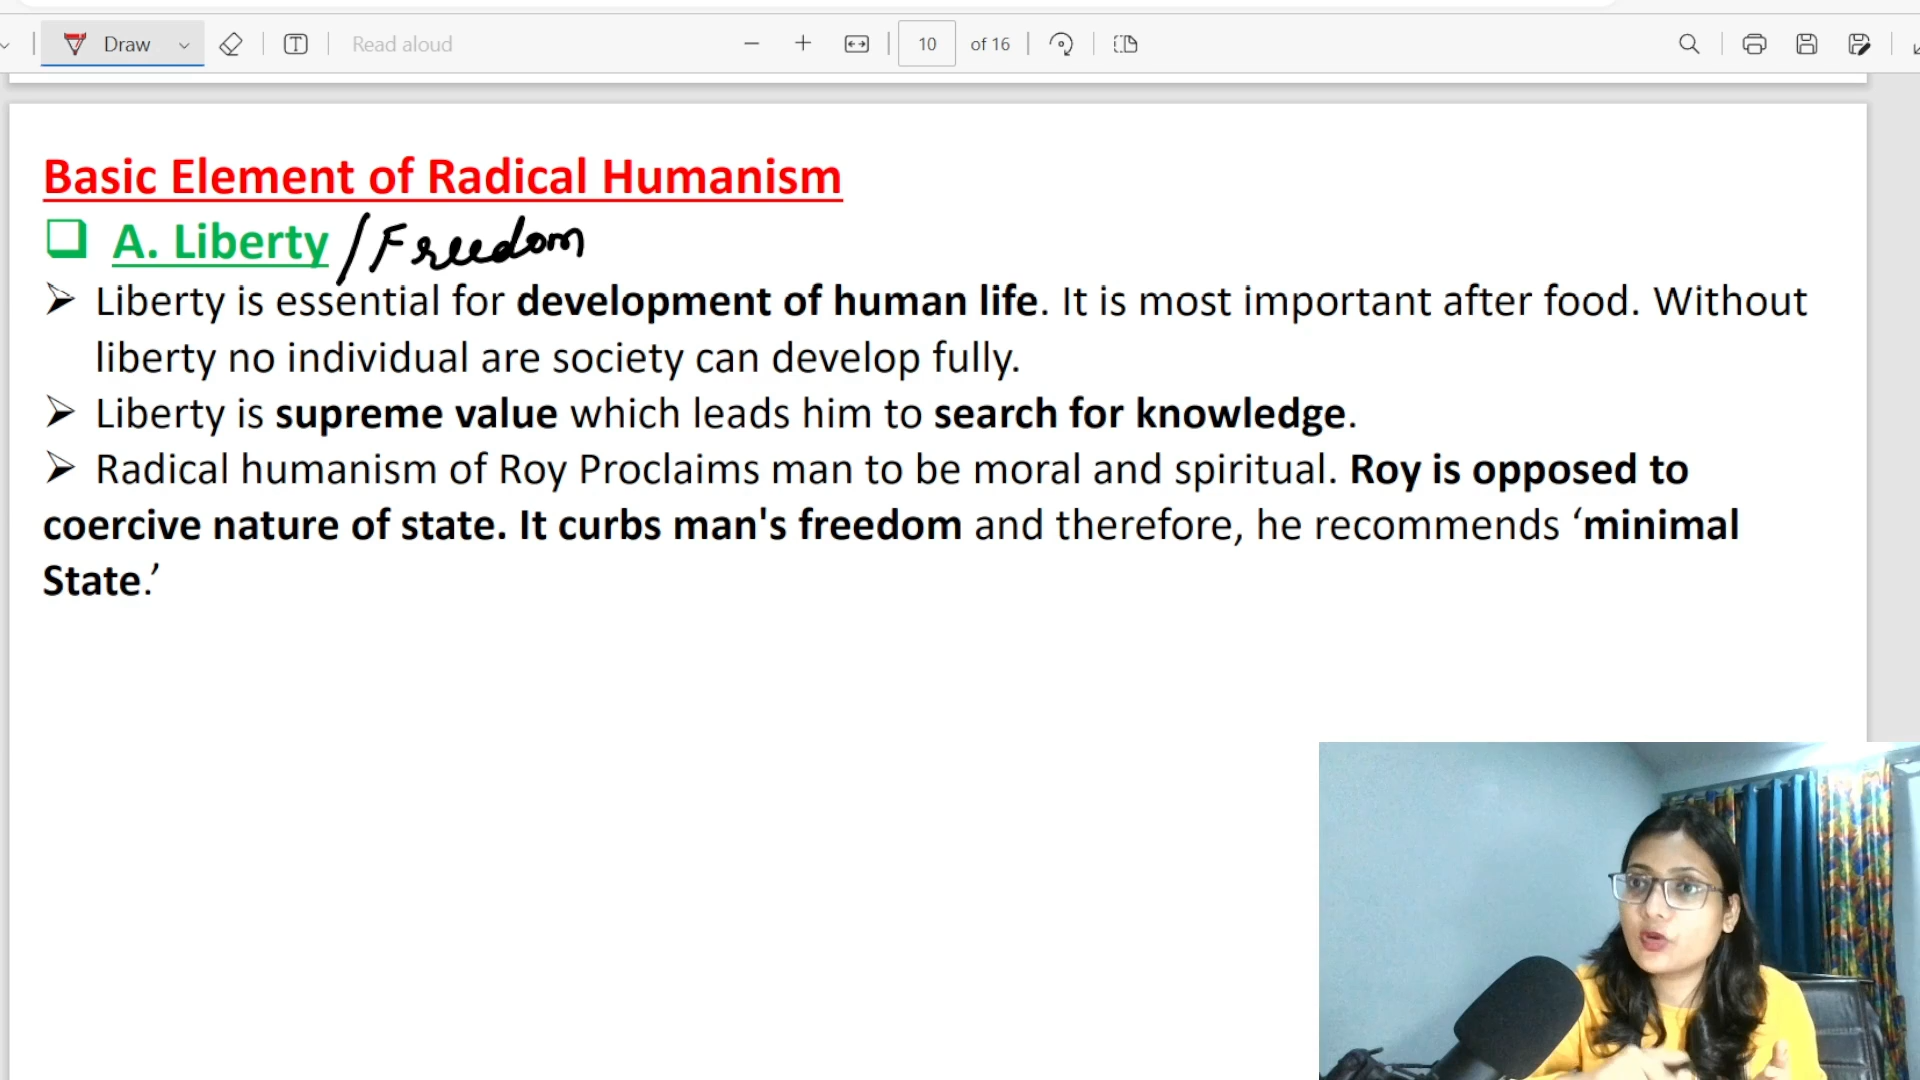 Draw
Read aloud
10 of 16
Basic Element of Radical Humanism
A. Liberty / Freedom
Liberty is essential for development of human life. It is most important after food. Without
liberty no individual are society can develop fully.
Liberty is supreme value which leads him to search for knowledge.
Radical humanism of Roy Proclaims man to be moral and spiritual. Roy is opposed to
coercive nature of state. It curbs man's freedom and therefore, he recommends ‘minimal
State.’